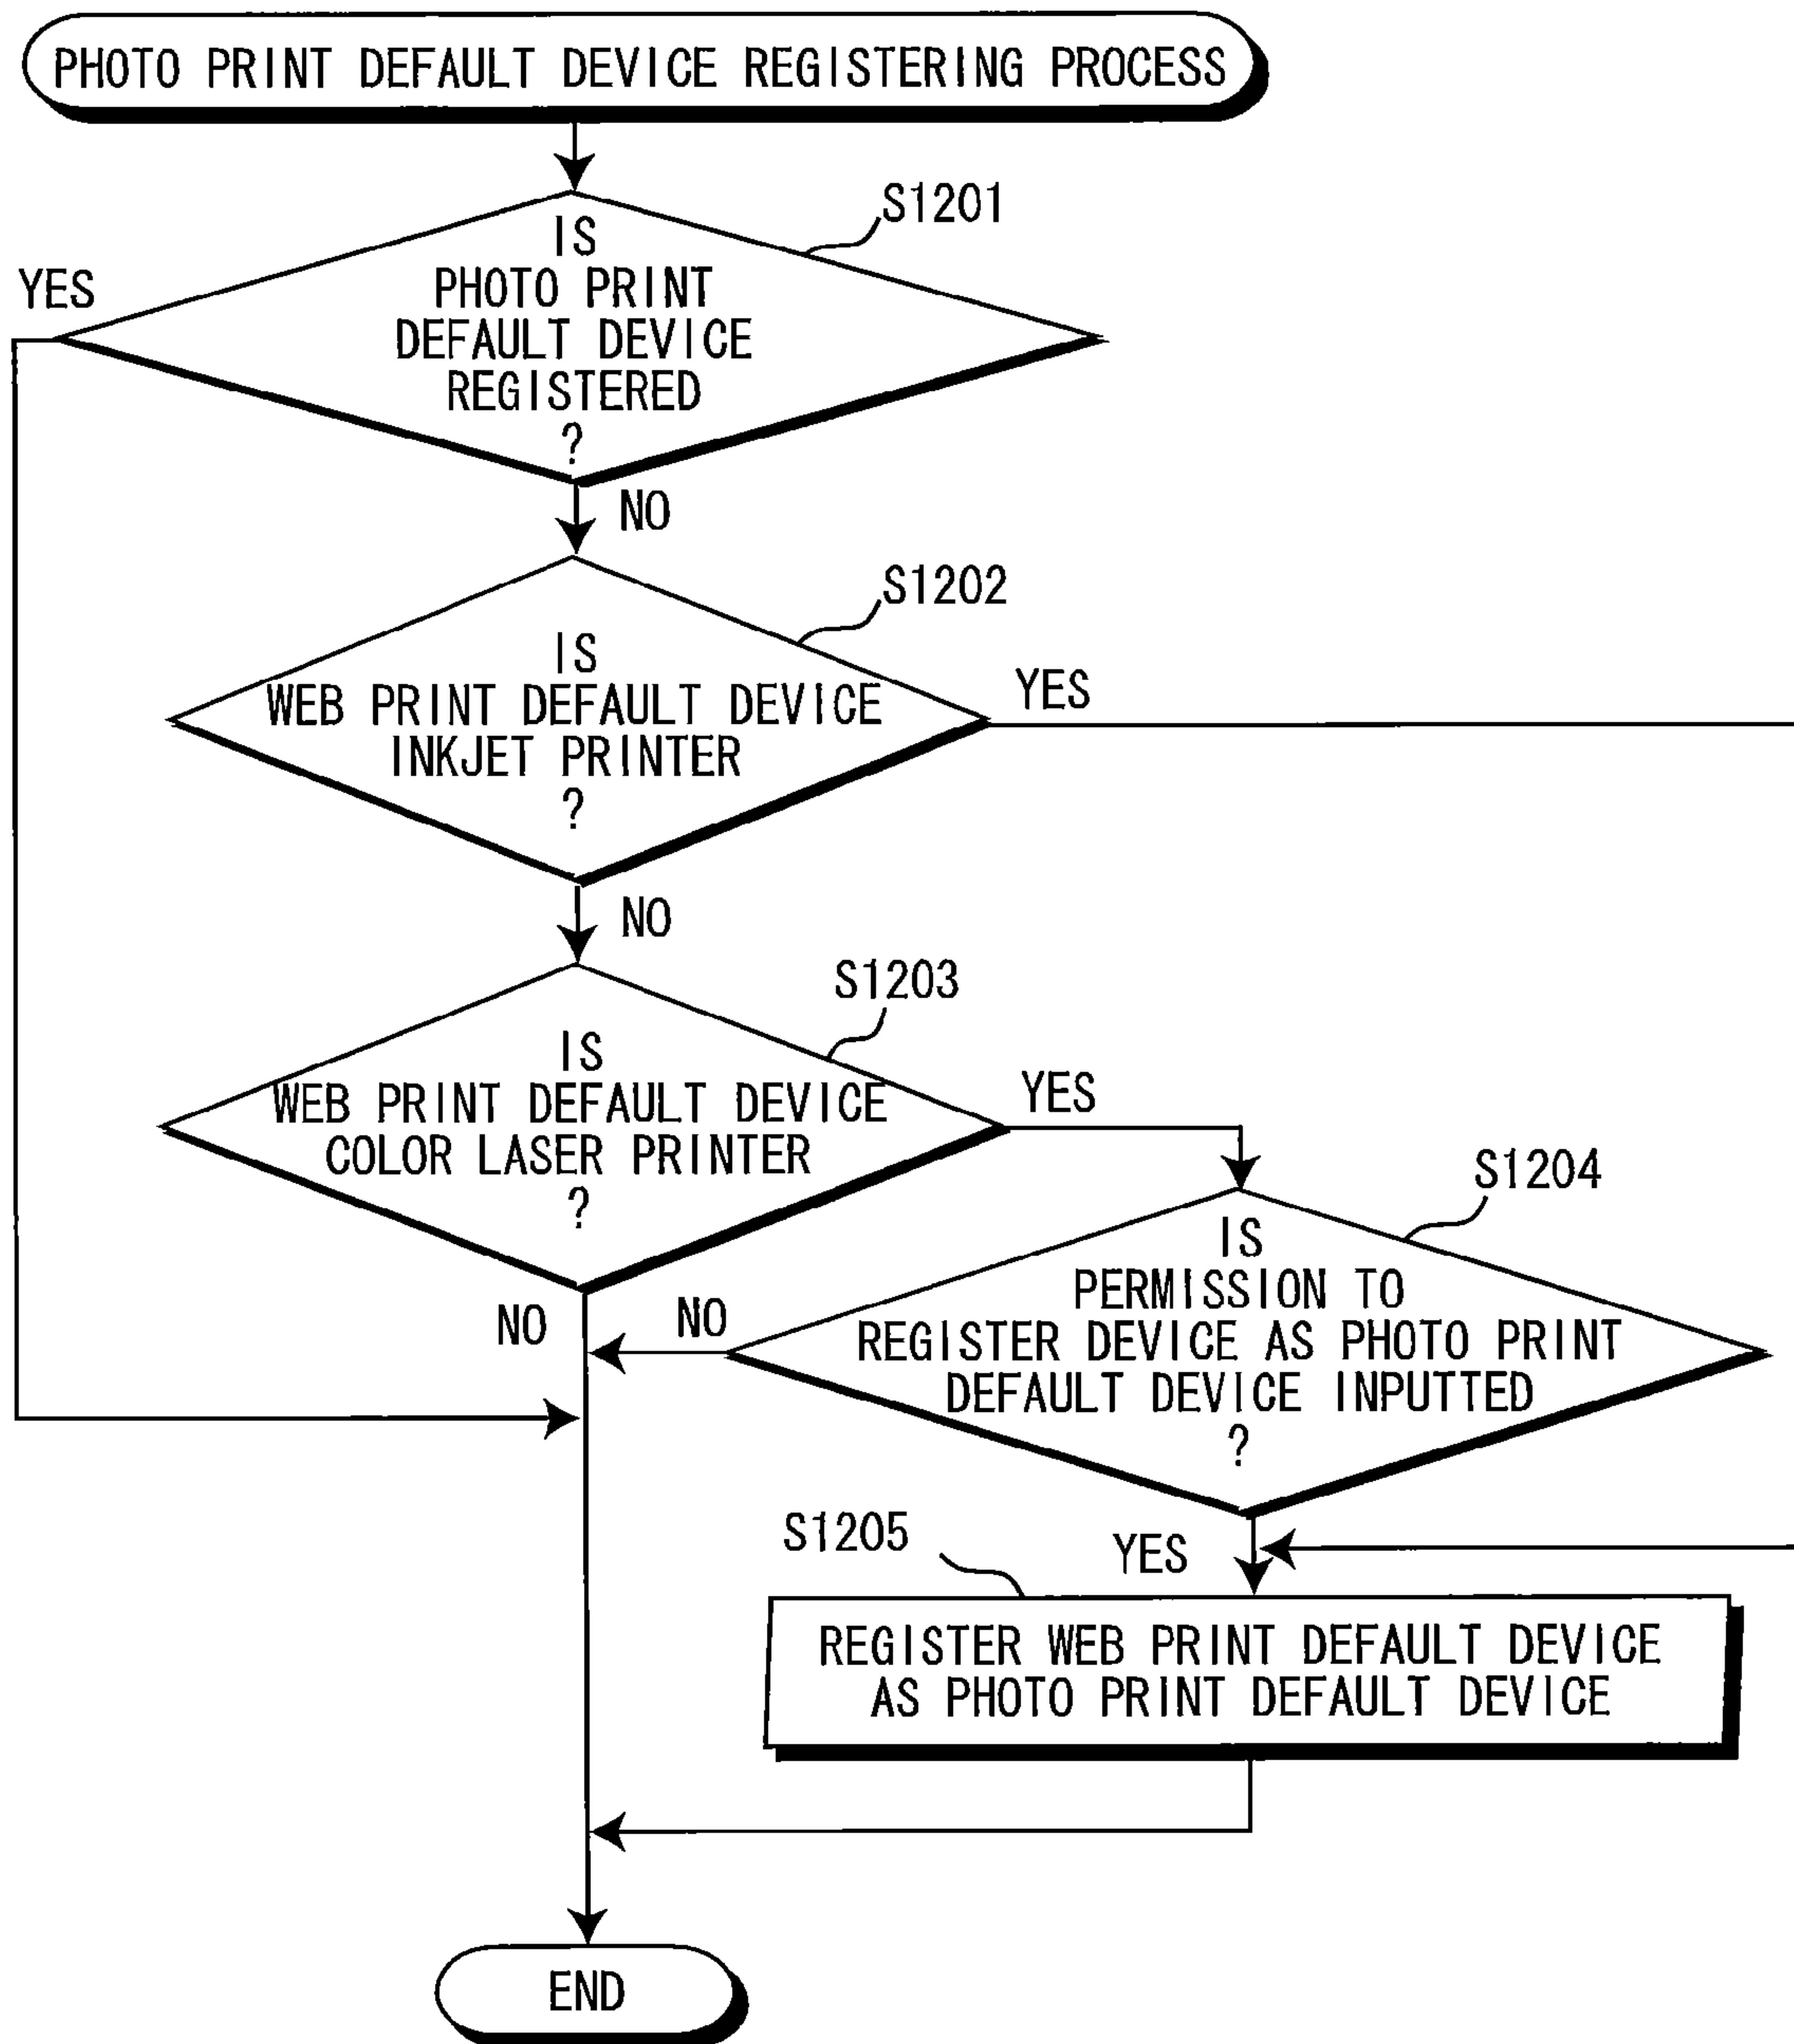 PHOTO PRINT DEFAULT DEVICE REGISTERING PROCESS
S1201
IS
PHOTO PRINT
DEFAULT DEVICE
REGISTERED
?
YES
NO
S1202
IS
WEB PRINT DEFAULT DEVICE
INKJET PRINTER
?
YES
NO
S1203
IS
WEB PRINT DEFAULT DEVICE
COLOR LASER PRINTER
?
YES
NO
S1204
IS
PERMISSION TO
REGISTER DEVICE AS PHOTO PRINT
DEFAULT DEVICE INPUTTED
?
NO
YES
S1205
REGISTER WEB PRINT DEFAULT DEVICE
AS PHOTO PRINT DEFAULT DEVICE
END